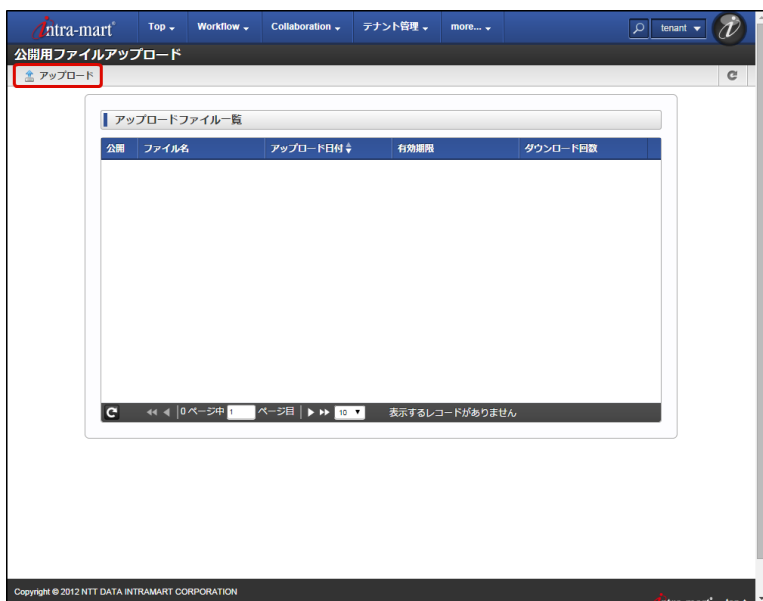 intra-mart® Top Workflow Collaboration テナント管理 more... tenant
公開用ファイルアップロード
アップロード
アップロードファイル一覧
公開 ファイル名 アップロード日付 有効期限 ダウンロード回数
0 ページ中 1 ページ目 10 表示するレコードがありません
Copyright © 2012 NTT DATA INTRAMART CORPORATION